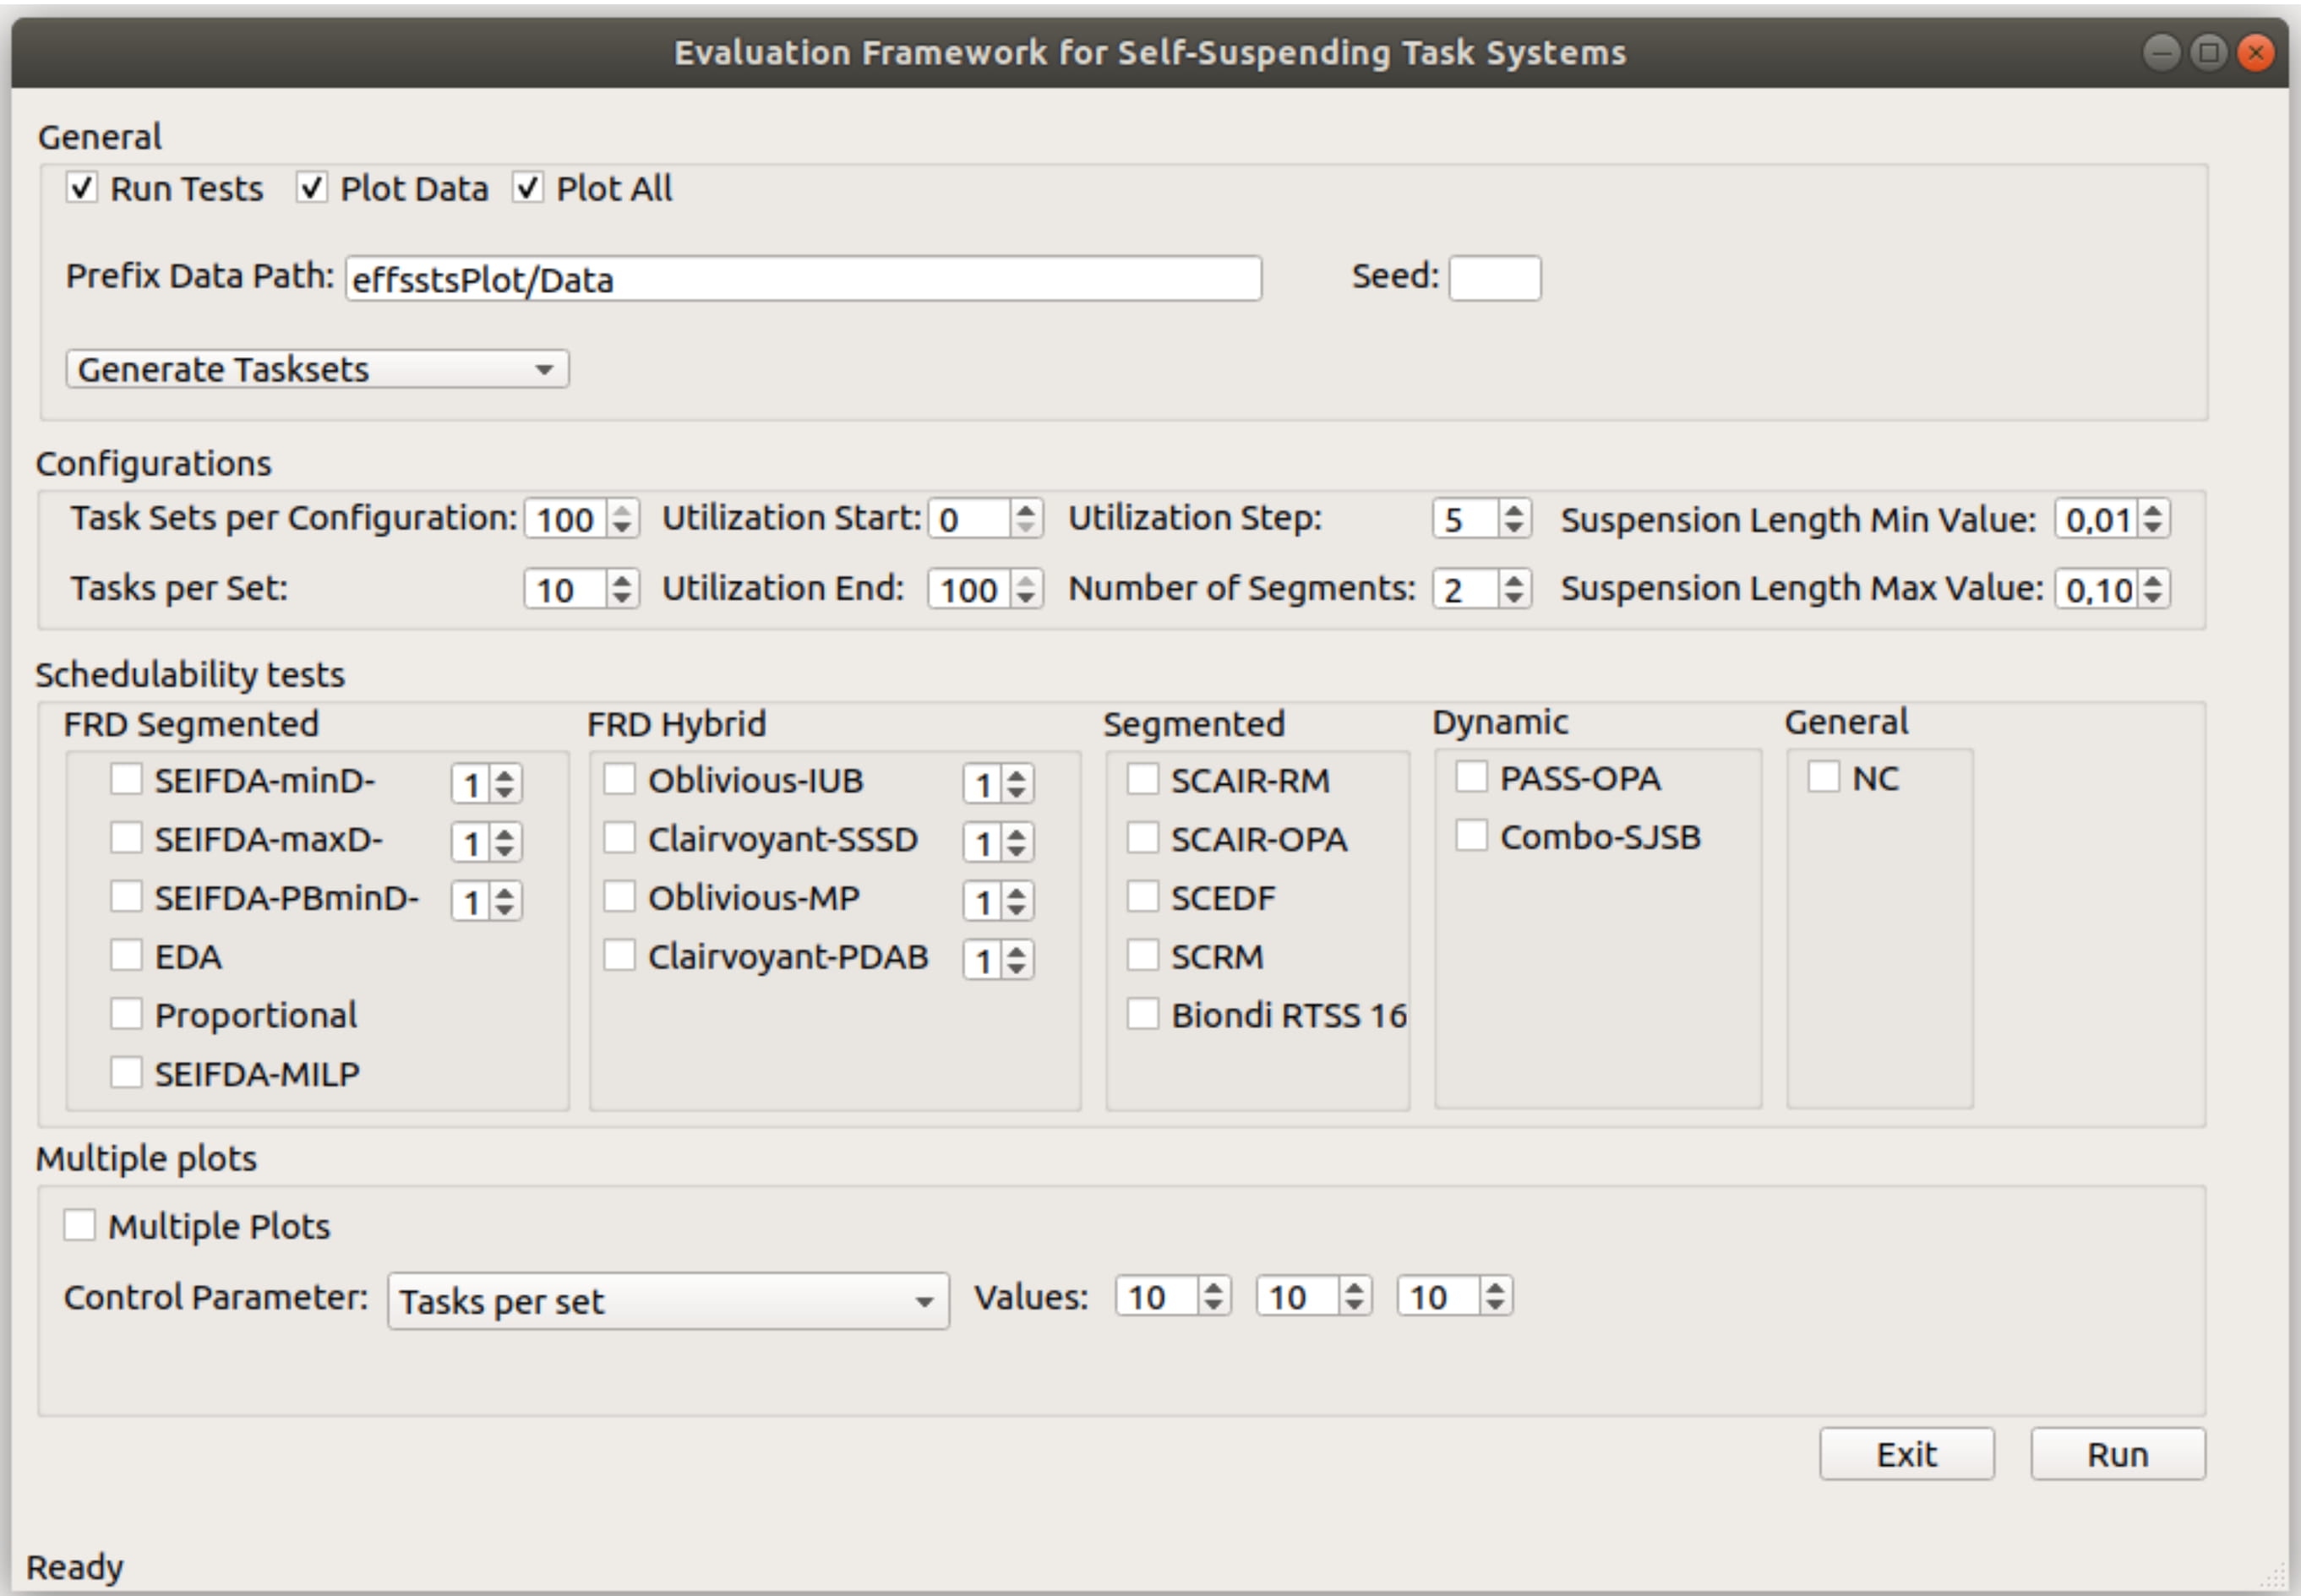 Evaluation Framework for Self-Suspending Task Systems
General
Run Tests Plot Data Plot All
Prefix Data Path: effsstsPlot/Data Seed:
Generate Tasksets
Configurations
Task Sets per Configuration: 100 Utilization Start: 0 Utilization Step: 5 Suspension Length Min Value: 0,01
Tasks per Set: 10 Utilization End: 100 Number of Segments: 2 Suspension Length Max Value: 0,10
Schedulability tests
FRD Segmented FRD Hybrid Segmented Dynamic General
SEIFDA-minD- 1 Oblivious-IUB 1 SCAIR-RM PASS-OPA NC
SEIFDA-maxD- 1 Clairvoyant-SSSD 1 SCAIR-OPA Combo-SJSB
SEIFDA-PBminD- 1 Oblivious-MP 1 SCEDF
EDA Clairvoyant-PDAB 1 SCRM
Proportional Biondi RTSS 16
SEIFDA-MILP
Multiple plots
Multiple Plots
Control Parameter: Tasks per set Values: 10 10 10
Exit Run
Ready